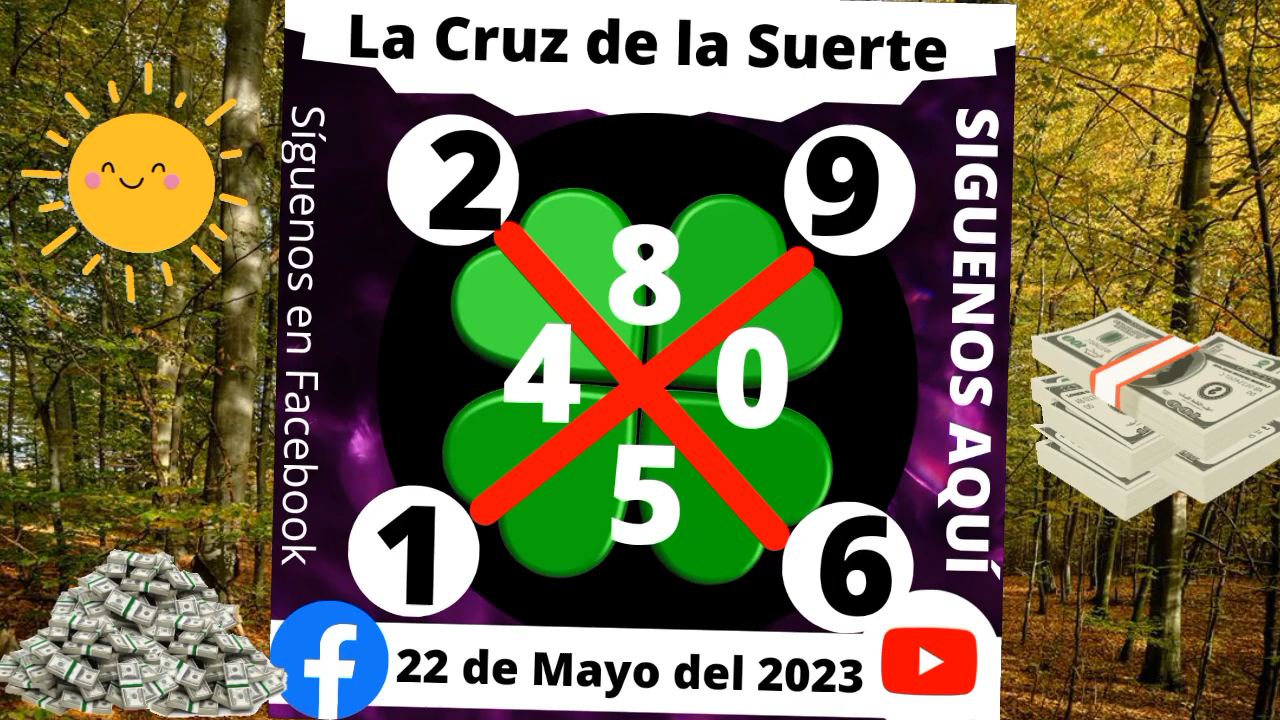 La Cruz de la Suerte
Síguenos en Facebook
SIGUENOS AQUÍ
2
9
8
4
0
5
1
6
22 de Mayo del 2023